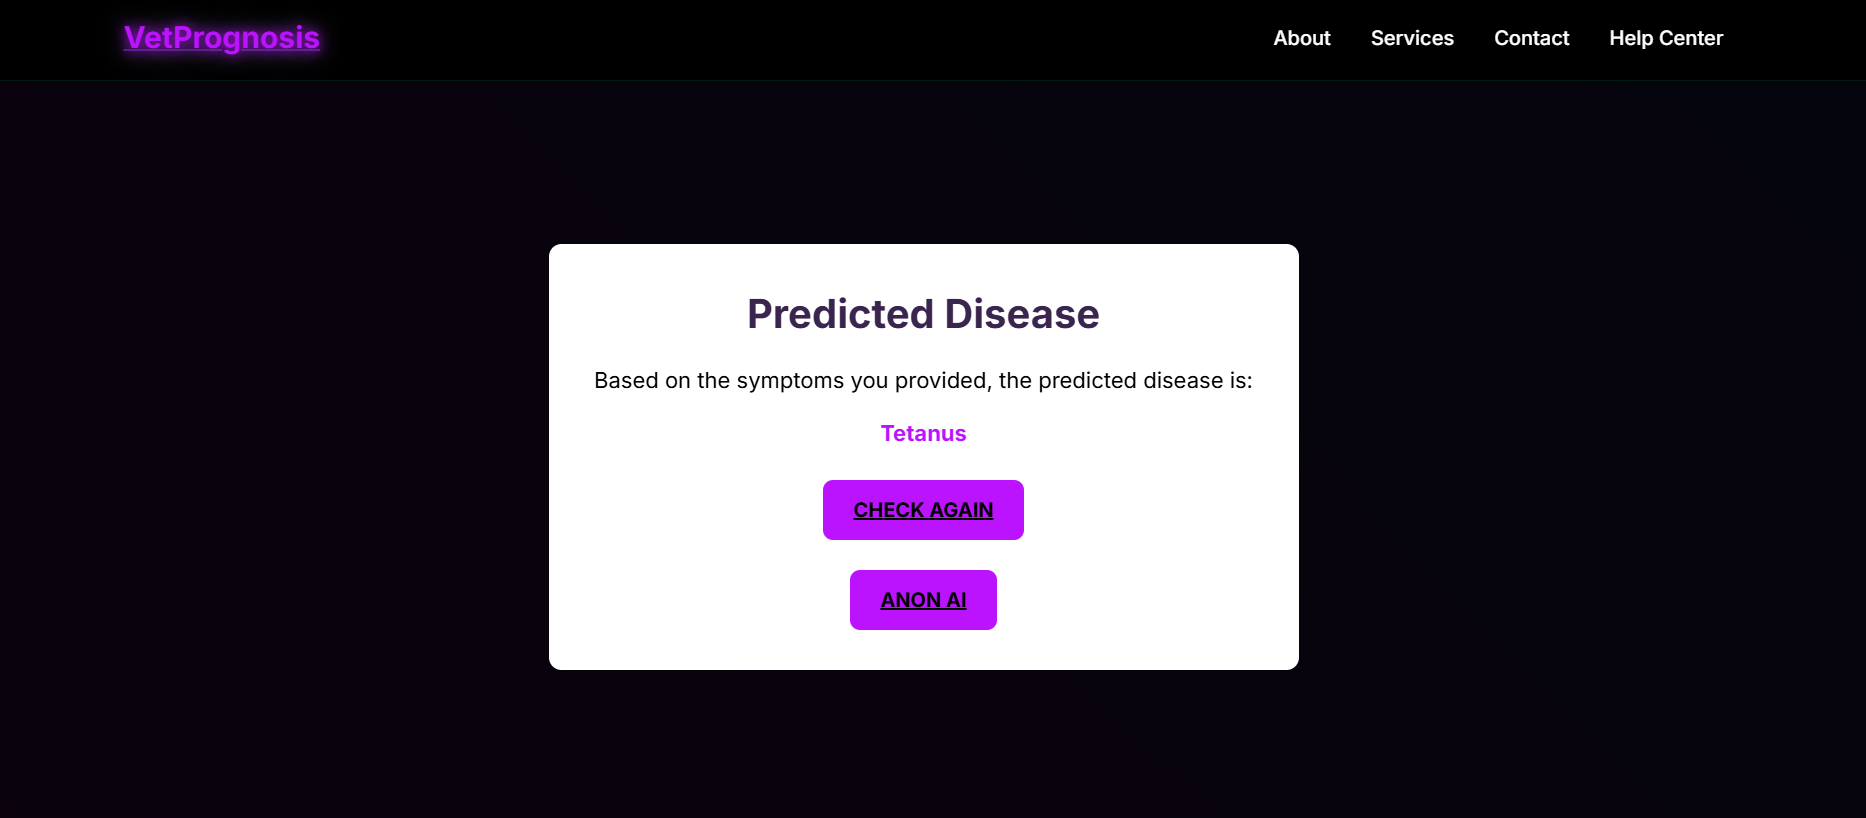 VetPrognosis
About
Services
Contact
Help Center
Predicted Disease
Based on the symptoms you provided, the predicted disease is:
Tetanus
CHECK AGAIN
ANON AI